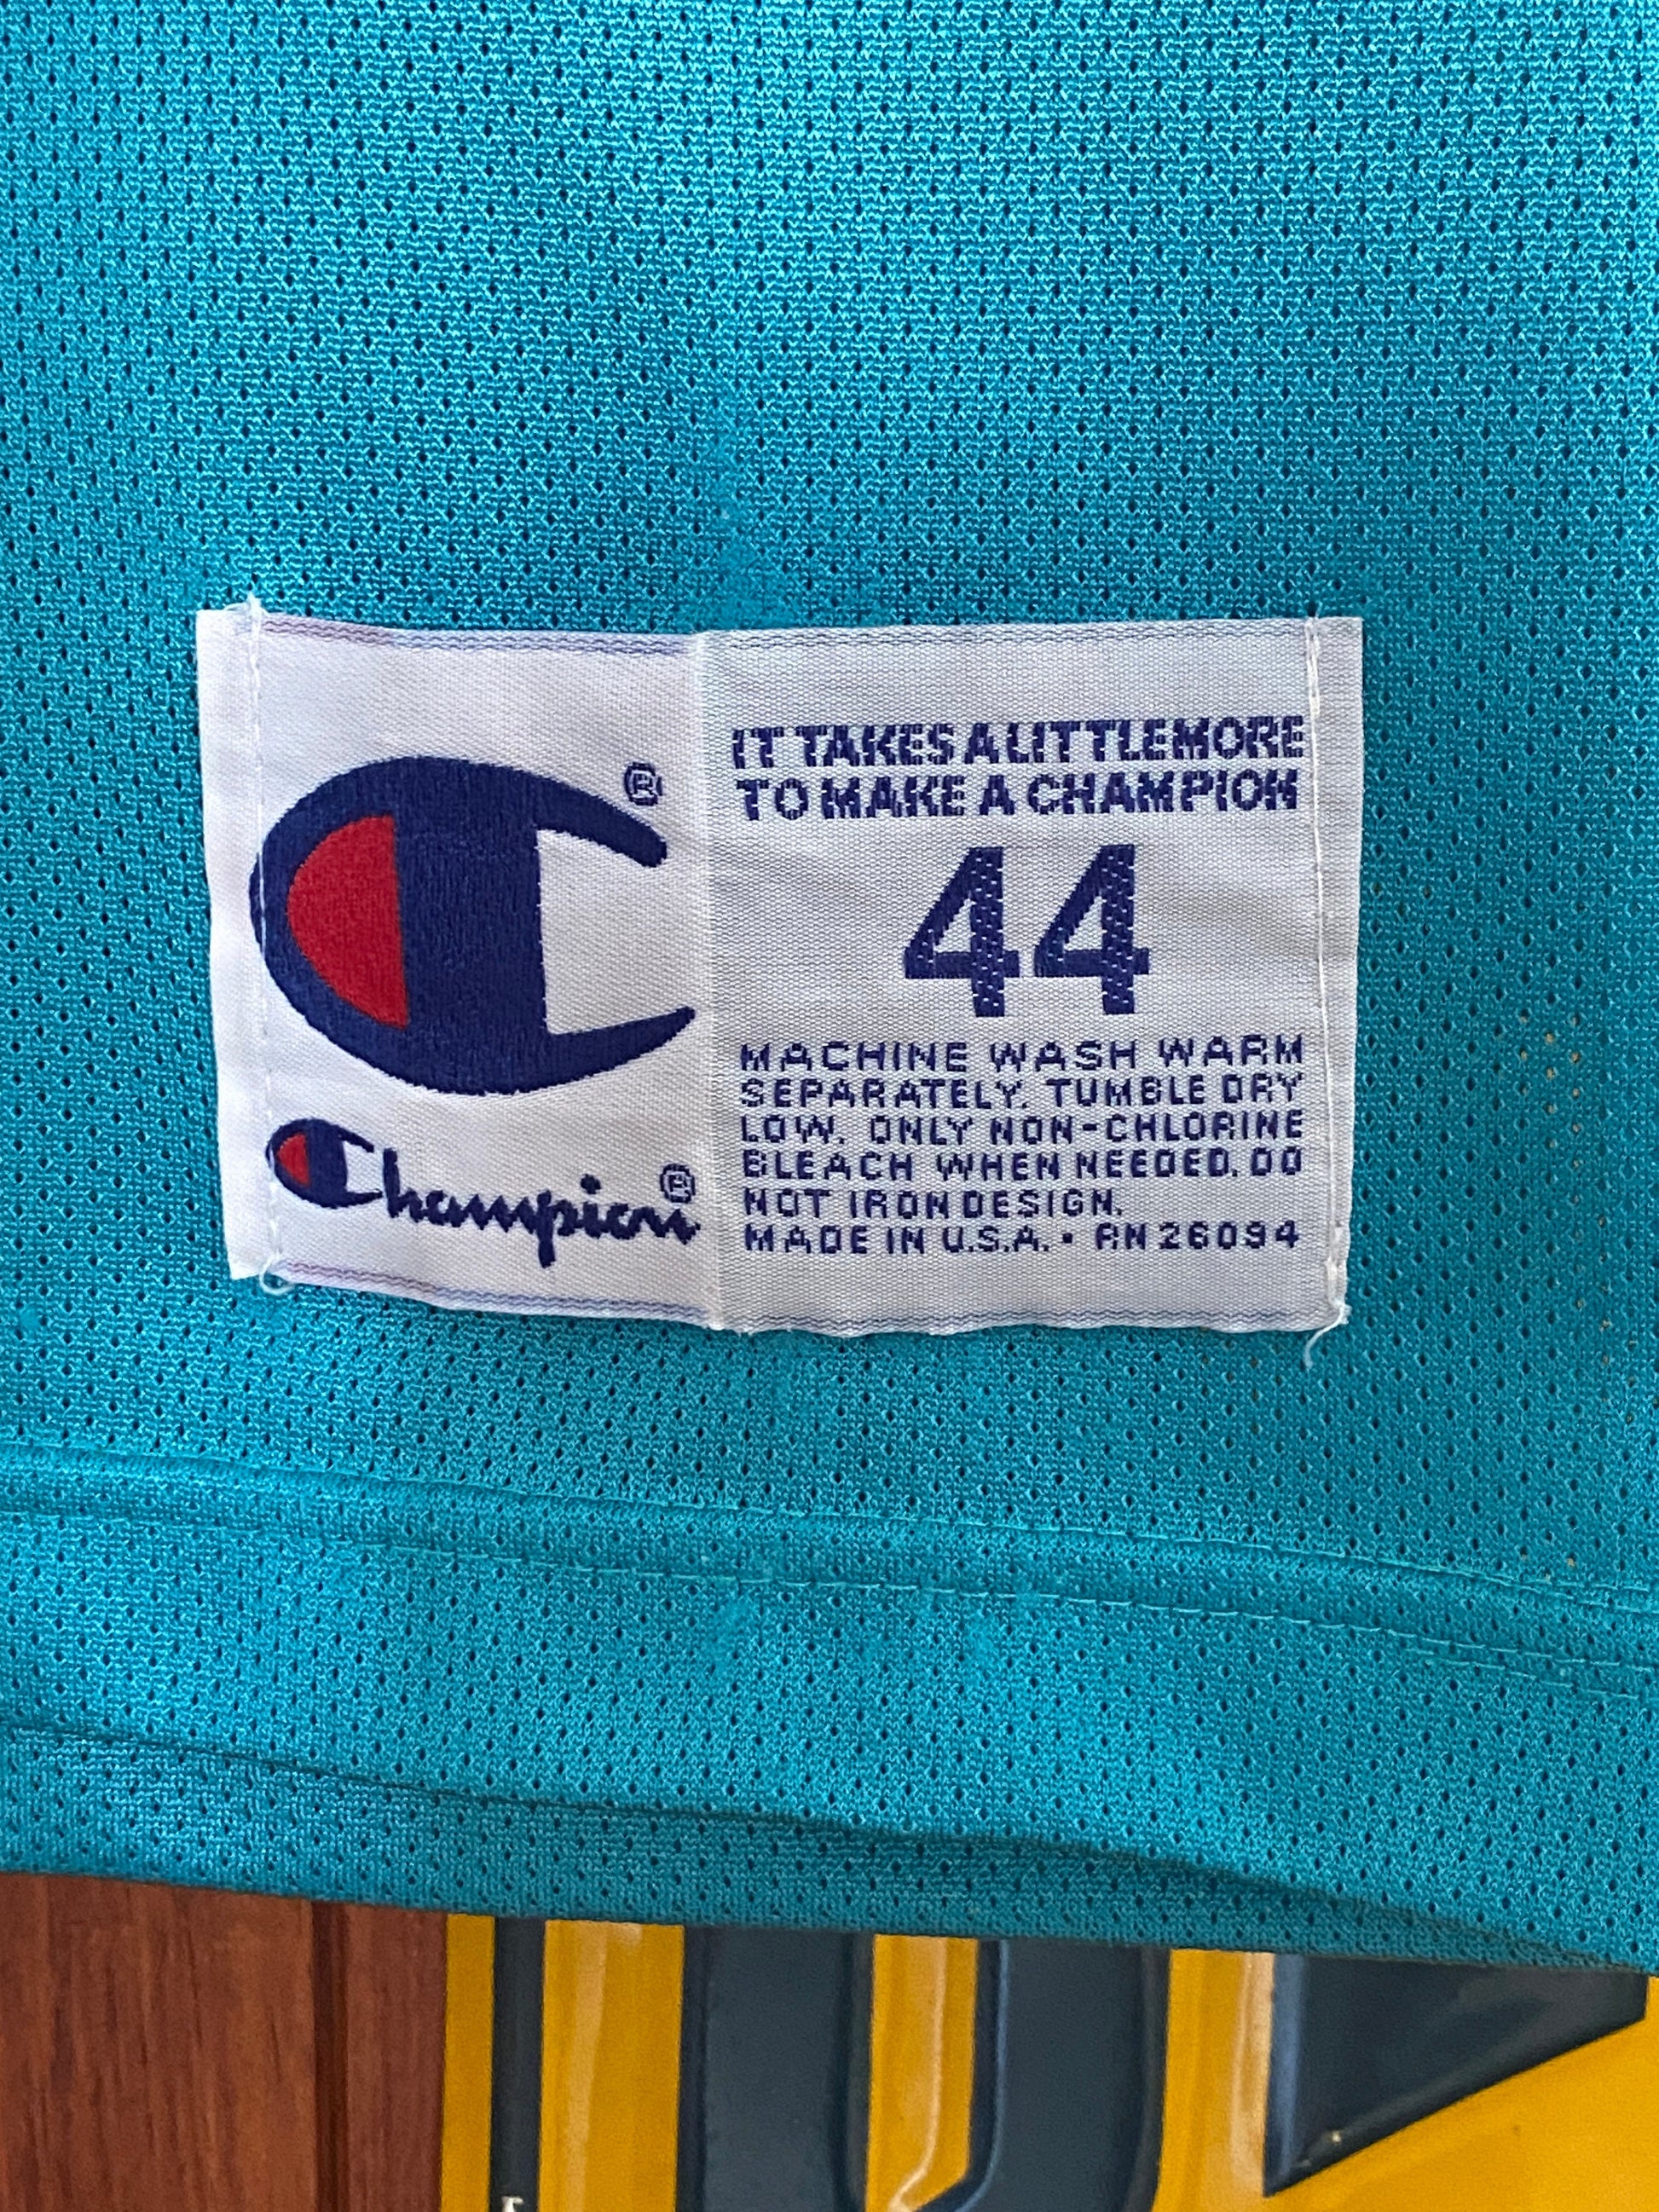 Champion®
IT TAKES A LITTLE MORE
TO MAKE A CHAMPION
44
MACHINE WASH WARM
SEPARATELY. TUMBLE DRY
LOW. ONLY NON-CHLORINE
BLEACH WHEN NEEDED. DO
NOT IRON DESIGN.
MADE IN U.S.A. • RN 26094